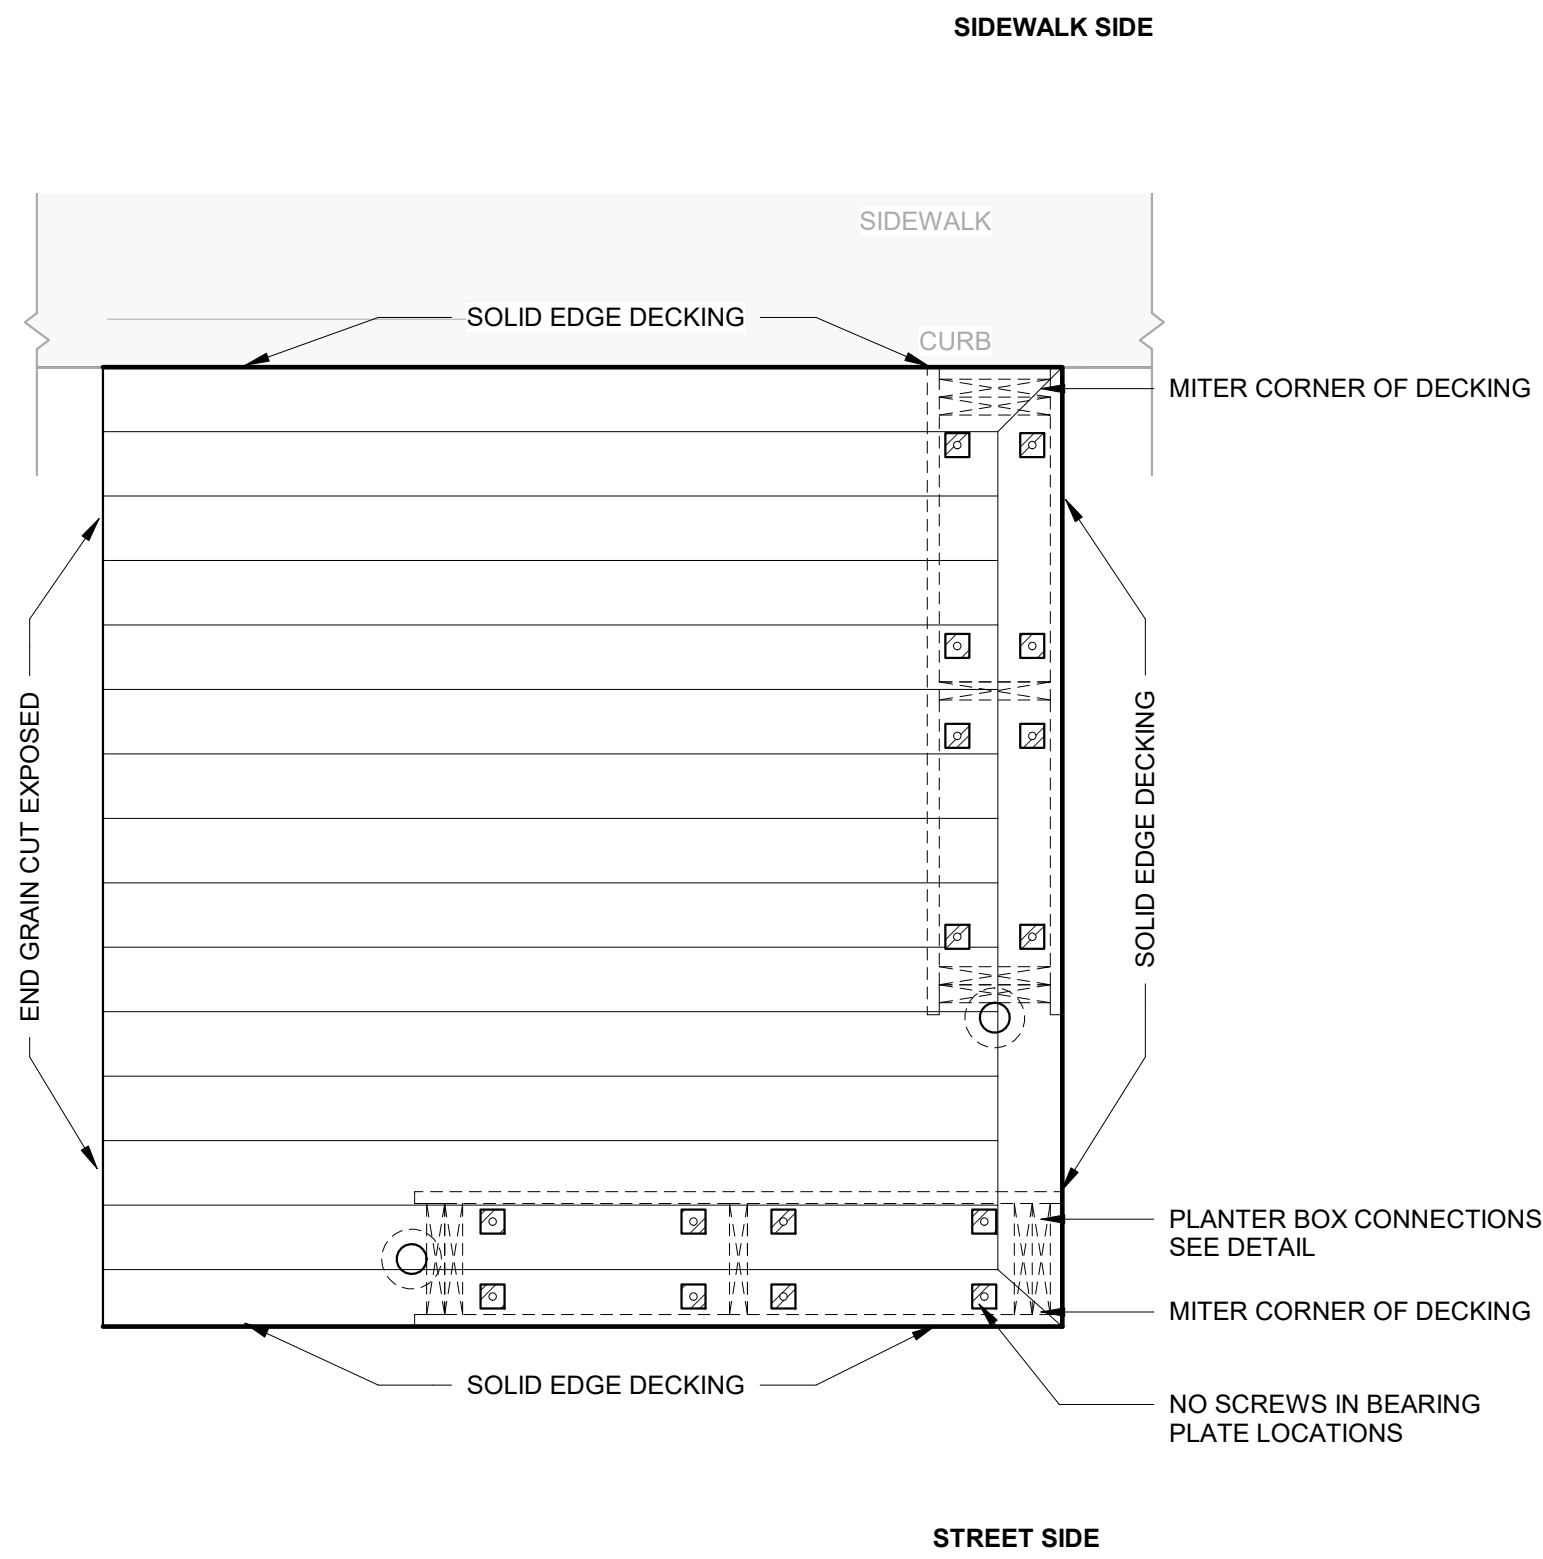 SIDEWALK SIDE
SIDEWALK
SOLID EDGE DECKING
CURB
MITER CORNER OF DECKING
END GRAIN CUT EXPOSED
SOLID EDGE DECKING
PLANTER BOX CONNECTIONS
SEE DETAIL
MITER CORNER OF DECKING
SOLID EDGE DECKING
NO SCREWS IN BEARING
PLATE LOCATIONS
STREET SIDE